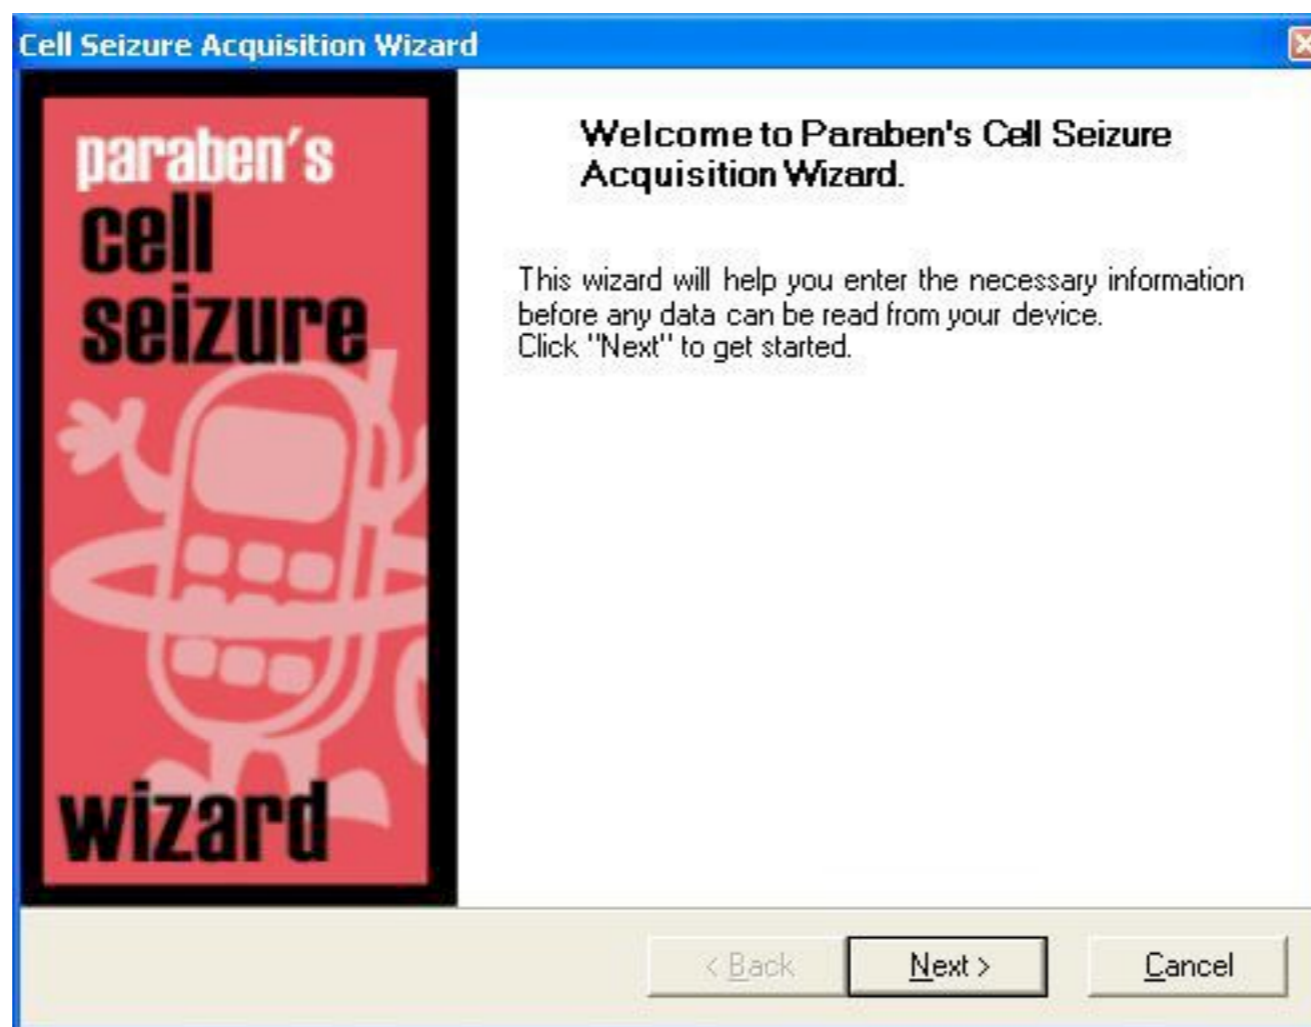 Cell Seizure Acquisition Wizard
paraben's
cell
seizure
wizard
Welcome to Paraben's Cell Seizure
Acquisition Wizard.
This wizard will help you enter the necessary information
before any data can be read from your device.
Click "Next" to get started.
< Back
Next >
Cancel